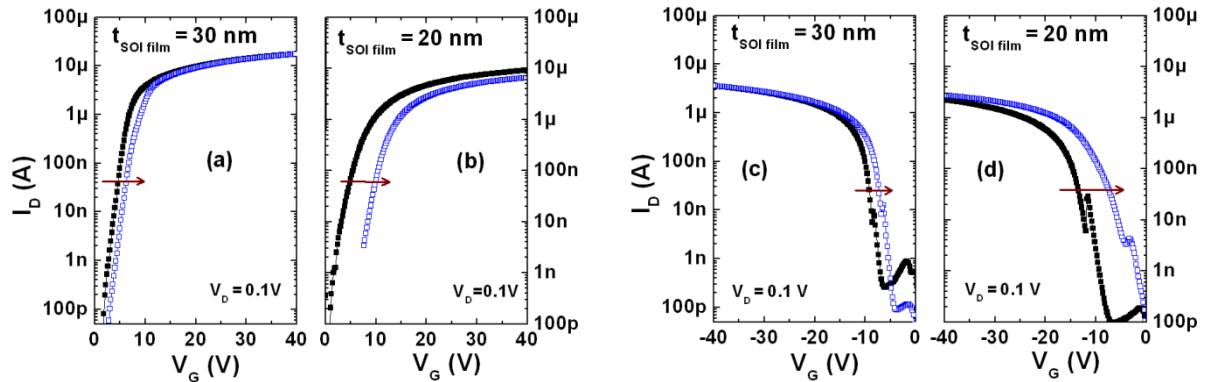 t_SOI film = 30 nm
t_SOI film = 20 nm
t_SOI film = 30 nm
t_SOI film = 20 nm
100μ
10μ
1μ
100n
10n
1n
100p
I_D (A)
(a)
V_D = 0.1V
0 10 20 30 40
V_G (V)
(b)
V_D=0.1V
0 10 20 30 40
V_G (V)
100μ
10μ
1μ
100n
10n
1n
100p
100μ
10μ
1μ
100n
10n
1n
100p
I_D (A)
(c)
V_D = 0.1 V
-40 -30 -20 -10 0
V_G (V)
(d)
V_D = 0.1 V
-40 -30 -20 -10 0
V_G (V)
100μ
10μ
1μ
100n
10n
1n
100p